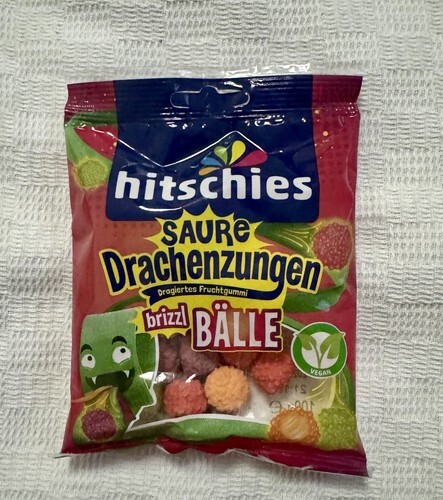 hitschies
SAURe
Drachenzungen
Dragiertes Fruchtgummi
brizzl
BÄLLE
VEGAN